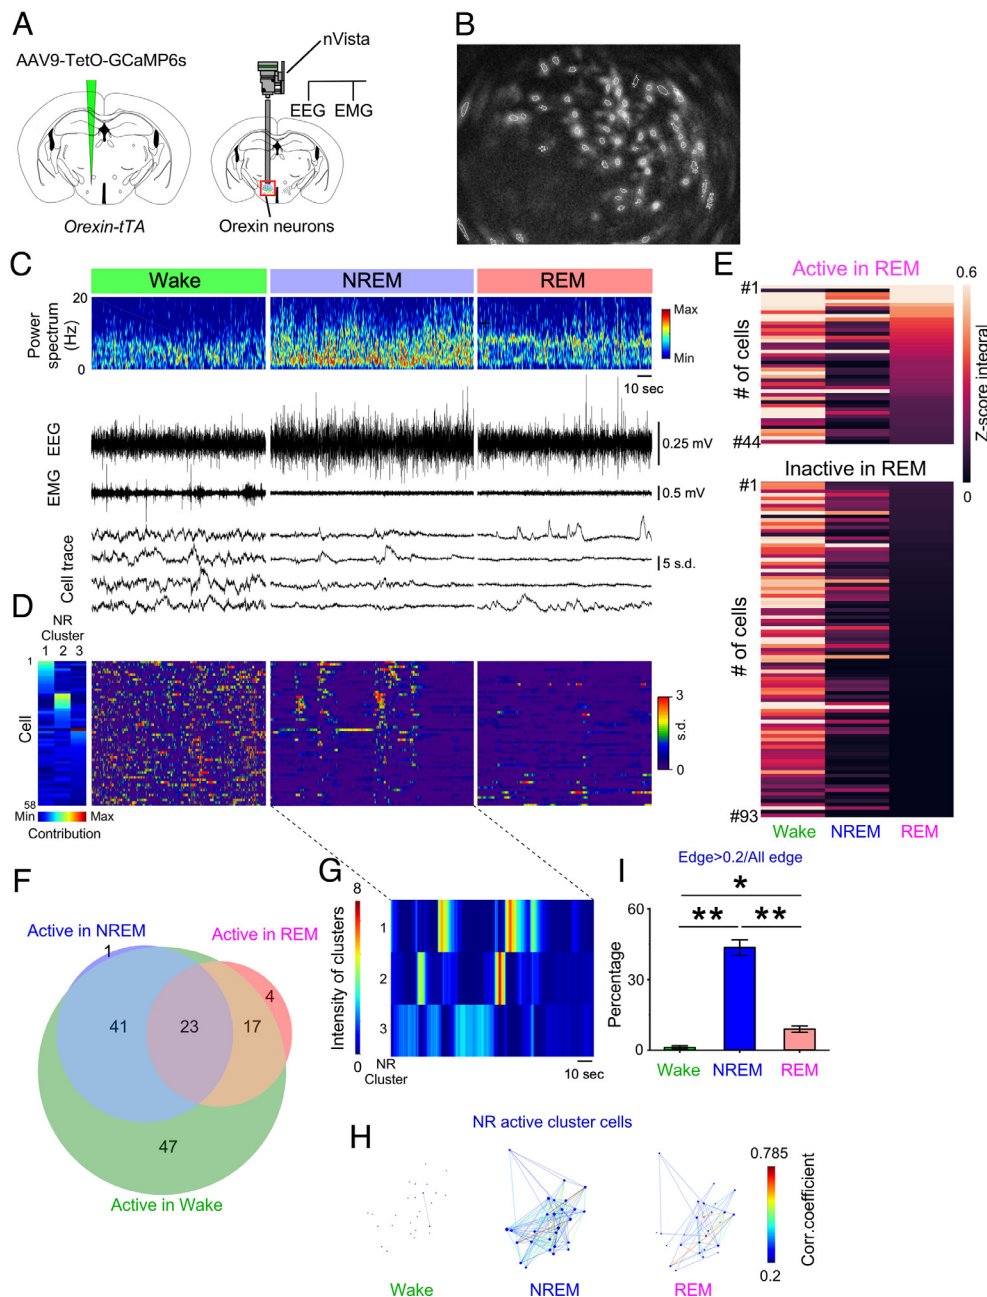 A
AAV9-TetO-GCaMP6s
nVista
EEG EMG
Orexin-tTA
Orexin neurons
B
C
Wake NREM REM
Power
spectrum
(Hz)
20
0
Max
Min
10 sec
EEG
0.25 mV
EMG
0.5 mV
Cell trace
5 s.d.
D
NR
Cluster
1 2 3
1
Cell
58
Min Max
Contribution
3
s.d.
0
E
Active in REM
0.6
#1
# of cells
#44
Z-score integral
0
Inactive in REM
#1
# of cells
#93
Wake NREM REM
F
Active in NREM
1
Active in REM
4
41 23 17
47
Active in Wake
G
8
Intensity of clusters
0
1
2
3
NR
Cluster
10 sec
I
Edge>0.2/All edge
*
** **
60
30
0
Percentage
Wake NREM REM
H
NR active cluster cells
0.785
Corr.coefficient
0.2
Wake NREM REM